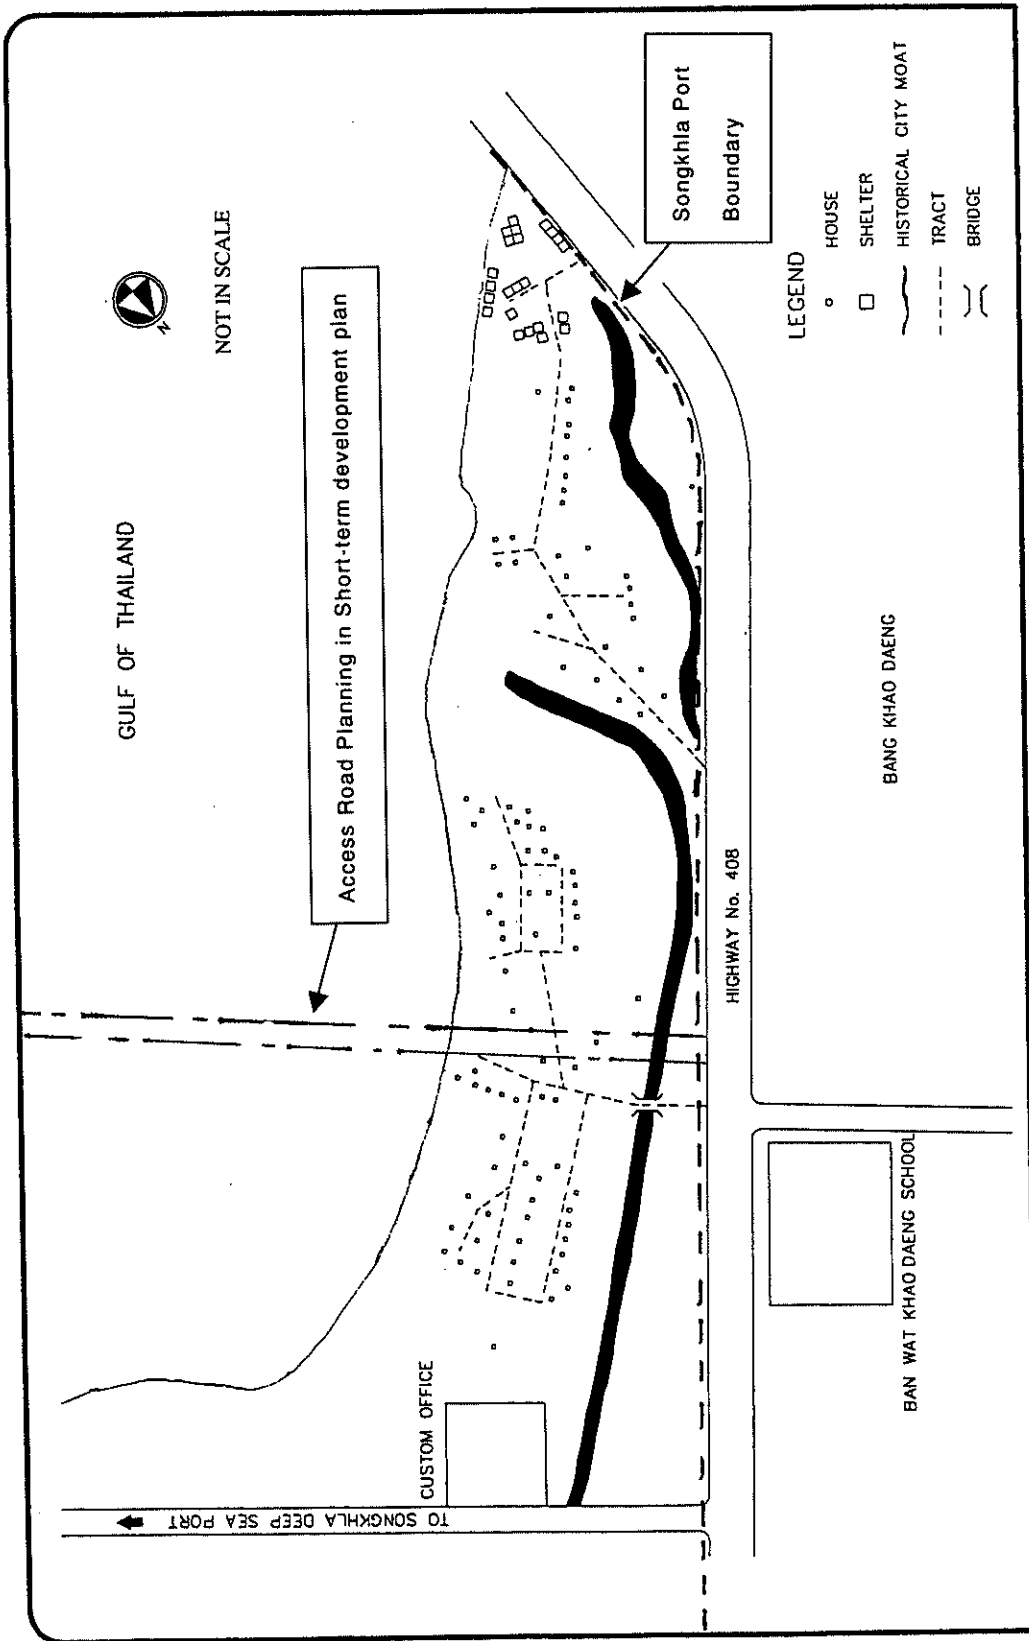 GULF OF THAILAND
N
NOT IN SCALE
Access Road Planning in Short-term development plan
Songkhla Port
Boundary
LEGEND
HOUSE
SHELTER
HISTORICAL CITY MOAT
TRACT
BRIDGE
HIGHWAY No. 408
BANG KHAO DAENG
BAN WAT KHAO DAENG SCHOOL
CUSTOM OFFICE
TO SONGKHLA DEEP SEA PORT